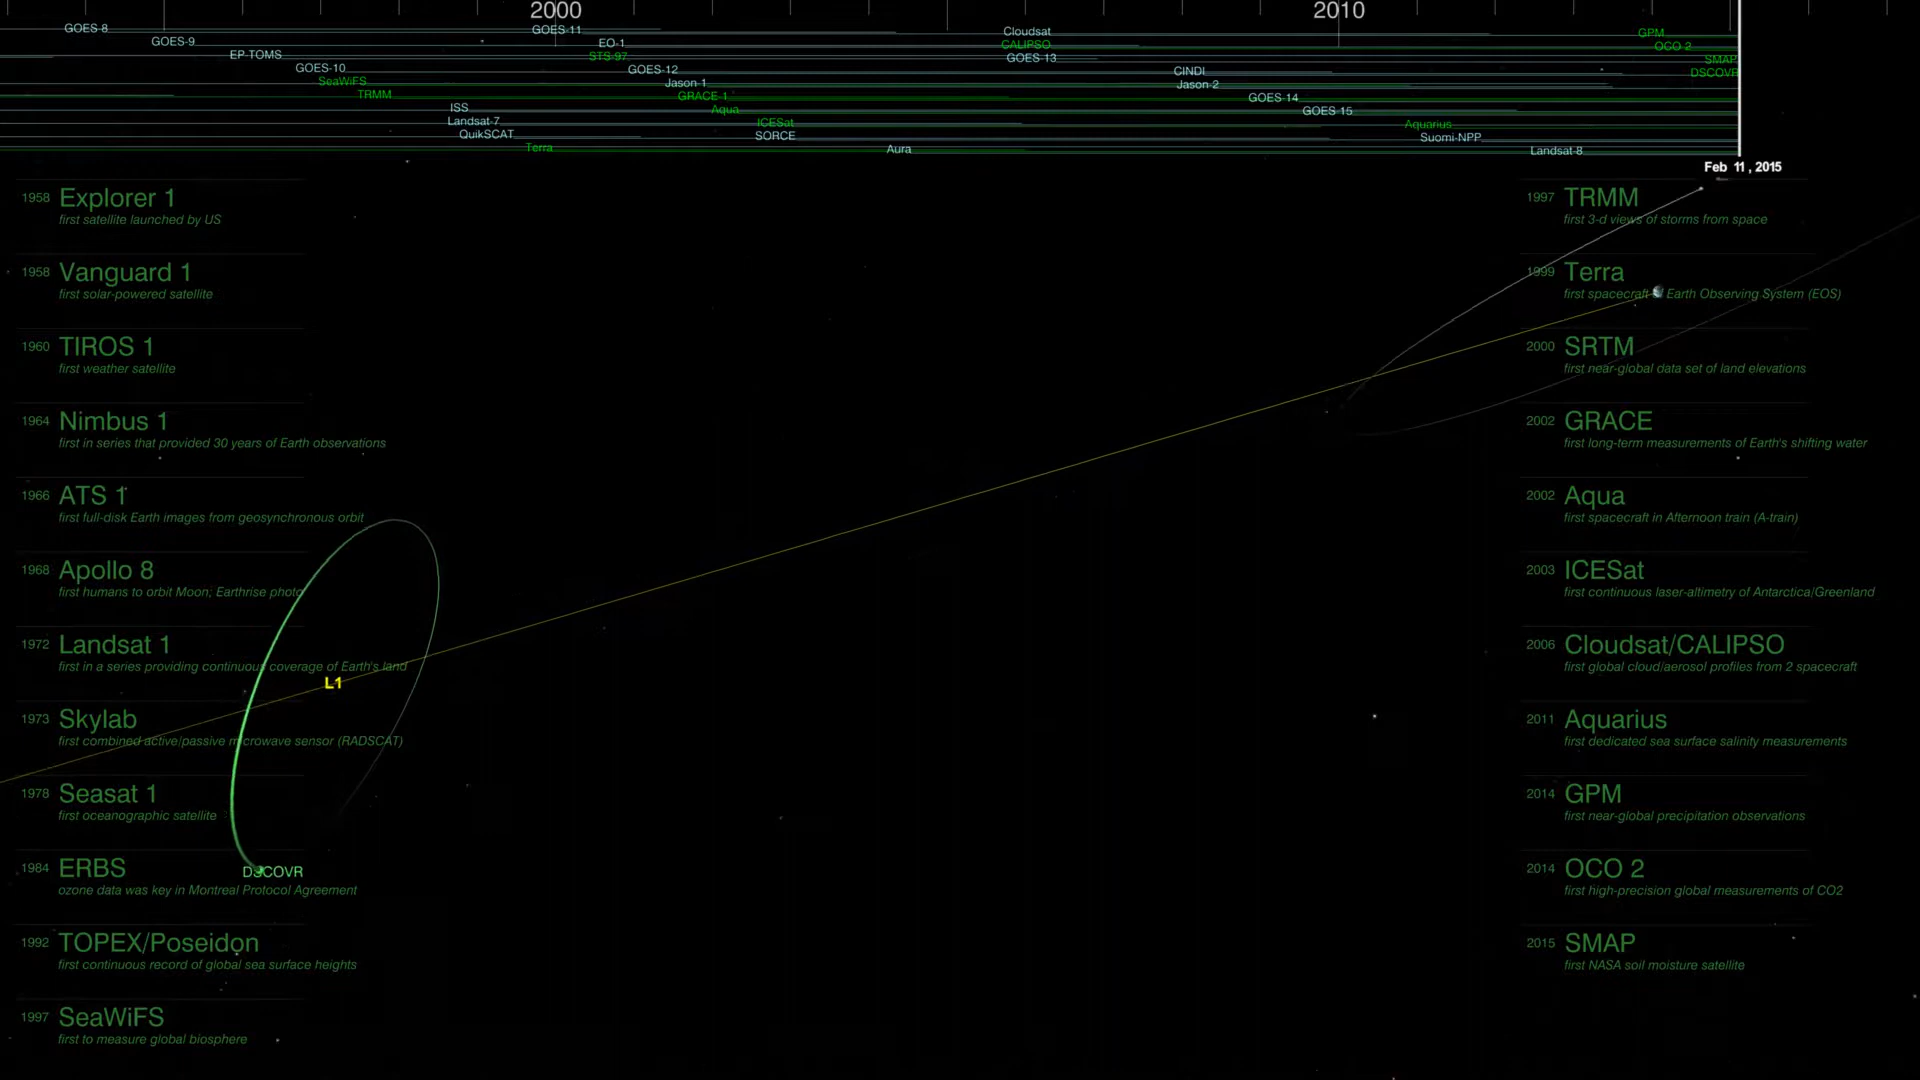 2000
2010
GOES-8
GOES-11
Cloudsat
GPM
GOES-9
EO-1
CALIPSO
OCO 2
EP-TOMS
STS-97
GOES-13
SMAP
GOES-10
GOES-12
CINDI
DSCOVR
SeaWiFS
Jason-1
Jason-2
TRMM
GRACE-1
GOES-14
ISS
Aqua
GOES-15
Landsat-7
ICESat
Aquarius
QuikSCAT
SORCE
Suomi-NPP
Terra
Aura
Landsat-8
Feb 11, 2015
1958 Explorer 1
first satellite launched by US
1958 Vanguard 1
first solar-powered satellite
1960 TIROS 1
first weather satellite
1964 Nimbus 1
first in series that provided 30 years of Earth observations
1966 ATS 1
first full-disk Earth images from geosynchronous orbit
1968 Apollo 8
first humans to orbit Moon; Earthrise photo
1972 Landsat 1
first in a series providing continuous coverage of Earth's land
L1
1973 Skylab
first combined active/passive microwave sensor (RADSCAT)
1978 Seasat 1
first oceanographic satellite
1984 ERBS
DSCOVR
ozone data was key in Montreal Protocol Agreement
1992 TOPEX/Poseidon
first continuous record of global sea surface heights
1997 SeaWiFS
first to measure global biosphere
1997 TRMM
first 3-d views of storms from space
1999 Terra
first spacecraft Earth Observing System (EOS)
2000 SRTM
first near-global data set of land elevations
2002 GRACE
first long-term measurements of Earth's shifting water
2002 Aqua
first spacecraft in Afternoon train (A-train)
2003 ICESat
first continuous laser-altimetry of Antarctica/Greenland
2006 Cloudsat/CALIPSO
first global cloud/aerosol profiles from 2 spacecraft
2011 Aquarius
first dedicated sea surface salinity measurements
2014 GPM
first near-global precipitation observations
2014 OCO 2
first high-precision global measurements of CO2
2015 SMAP
first NASA soil moisture satellite